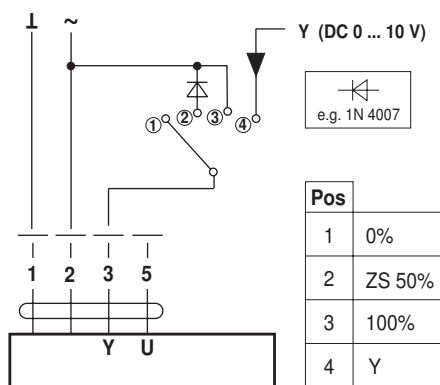 ⊥ ~
Y (DC 0 ... 10 V)
① ② ③ ④
e.g. 1N 4007
Pos
1 0%
2 ZS 50%
3 100%
4 Y
1 2 3 5
Y U